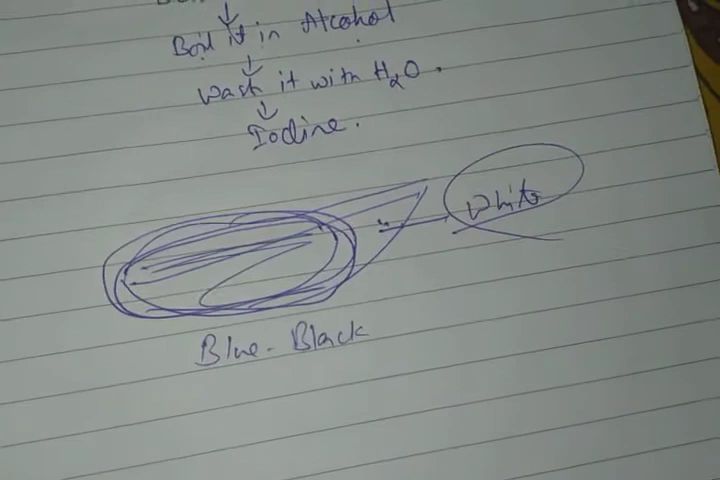 Boil it in Alcohol
Wash it with H₂O.
Iodine.
White
Blue-Black